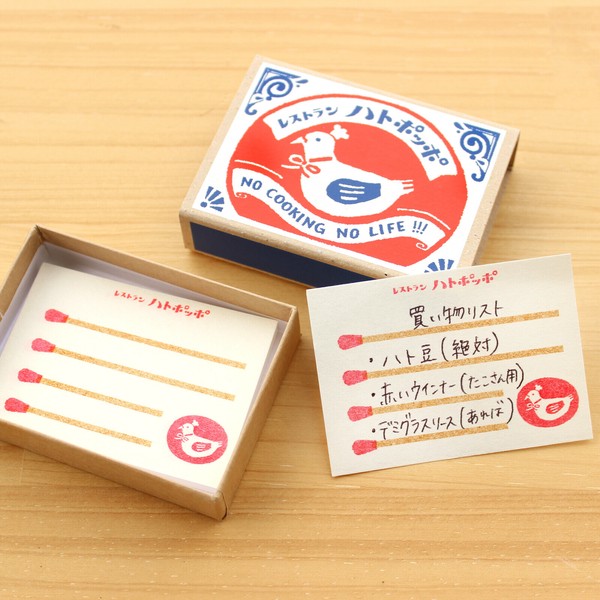 レストラン ハトポッポ
NO COOKING NO LIFE!!!
レストラン ハトポッポ
レストラン ハトポッポ
買い物リスト
・ハト豆(絶対)
・赤いウインナー(たこさん用)
・デミグラスソース(あれば)